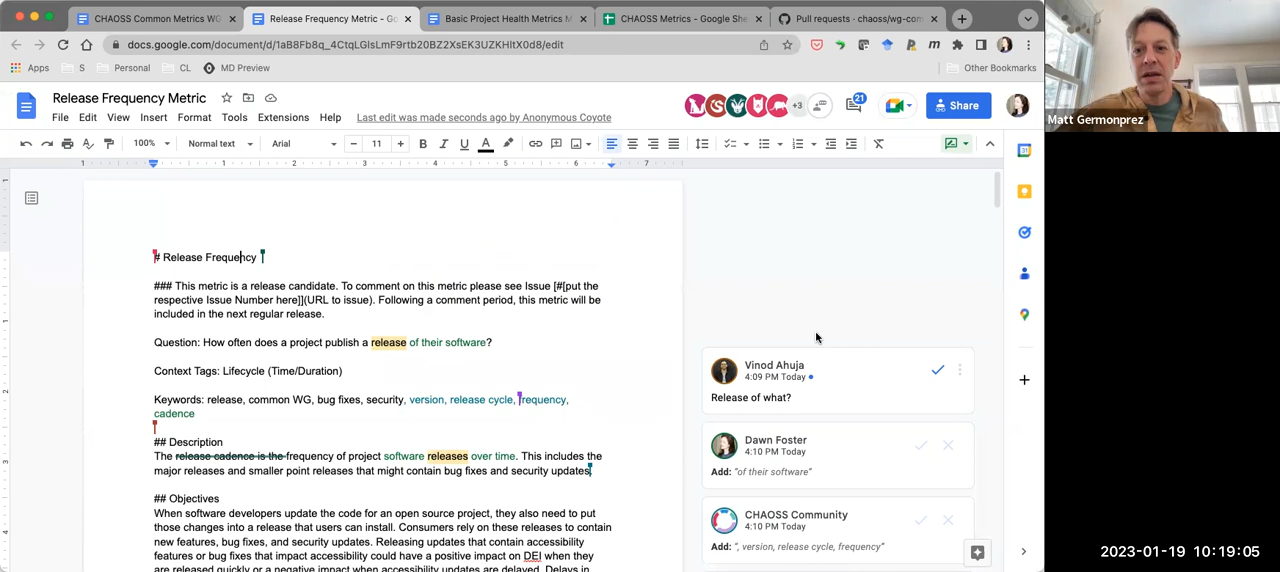 CHAOSS Common Metrics WG
Release Frequency Metric - Go
Basic Project Health Metrics M
CHAOSS Metrics - Google She
Pull requests · chaoss/wg-com
docs.google.com/document/d/1aB8Fb8q_4CtqLGIsLmF9rtb20BZ2XsEK3UZKHltX0d8/edit
Apps
S
Personal
CL
MD Preview
Other Bookmarks
Release Frequency Metric
File Edit View Insert Format Tools Extensions Help
Last edit was made seconds ago by Anonymous Coyote
+3
21
Share
100%
Normal text
Arial
11
Matt Germonprez
# Release Frequency
### This metric is a release candidate. To comment on this metric please see Issue [#[put the
respective Issue Number here]](URL to issue). Following a comment period, this metric will be
included in the next regular release.
Question: How often does a project publish a release of their software?
Context Tags: Lifecycle (Time/Duration)
Keywords: release, common WG, bug fixes, security, version, release cycle, frequency,
cadence
## Description
The release cadence is the frequency of project software releases over time. This includes the
major releases and smaller point releases that might contain bug fixes and security updates.
## Objectives
When software developers update the code for an open source project, they also need to put
those changes into a release that users can install. Consumers rely on these releases to contain
new features, bug fixes, and security updates. Releasing updates that contain accessibility
features or bug fixes that impact accessibility could have a positive impact on DEI when they
are released quickly or a negative impact when accessibility updates are delayed. Delays in
Vinod Ahuja
4:09 PM Today
Release of what?
Dawn Foster
4:10 PM Today
Add: "of their software"
CHAOSS Community
4:10 PM Today
Add: ", version, release cycle, frequency"
2023-01-19 10:19:05